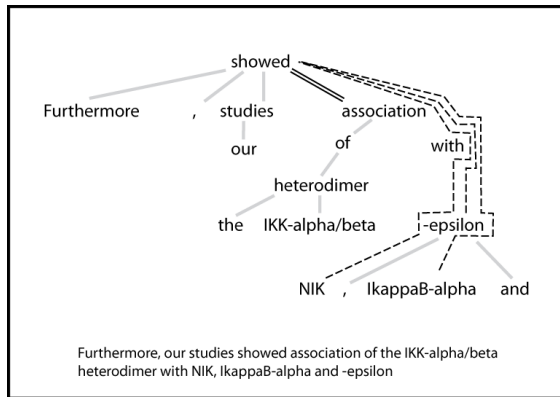 showed
Furthermore , studies association
our of with
heterodimer
the IKK-alpha/beta -epsilon
NIK , IkappaB-alpha and
Furthermore, our studies showed association of the IKK-alpha/beta
heterodimer with NIK, IkappaB-alpha and -epsilon